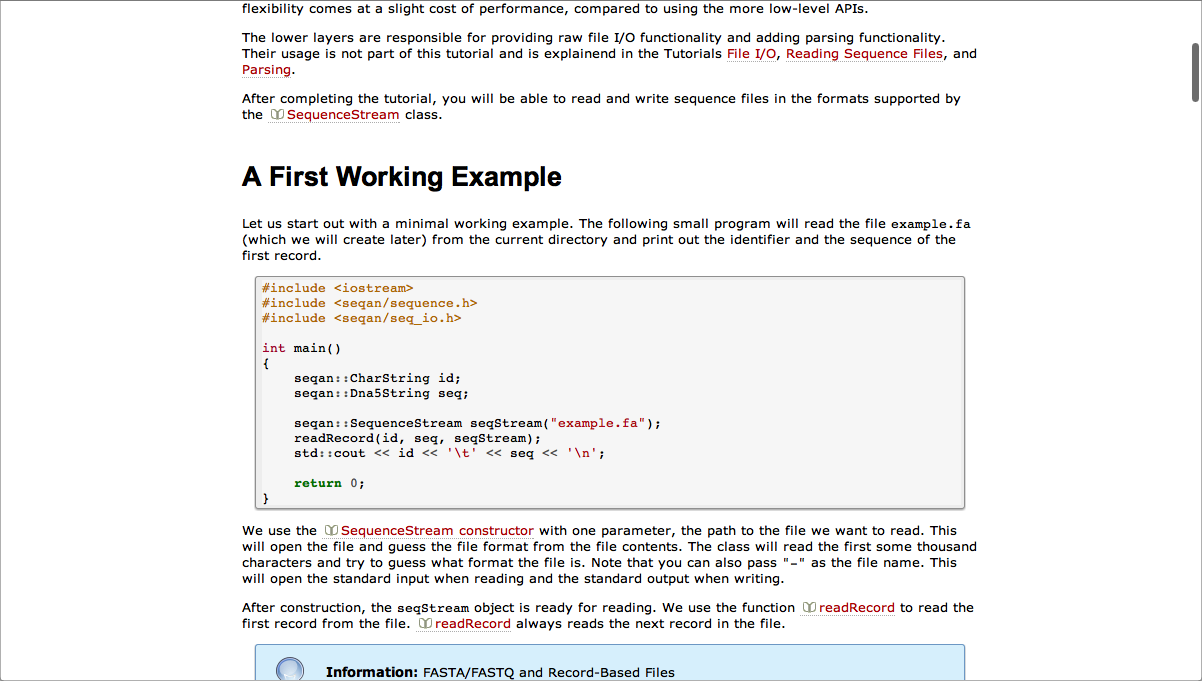 flexibility comes at a slight cost of performance, compared to using the more low-level APIs.
The lower layers are responsible for providing raw file I/O functionality and adding parsing functionality.
Their usage is not part of this tutorial and is explainend in the Tutorials File I/O, Reading Sequence Files, and
Parsing.
After completing the tutorial, you will be able to read and write sequence files in the formats supported by
the SequenceStream class.
A First Working Example
Let us start out with a minimal working example. The following small program will read the file example.fa
(which we will create later) from the current directory and print out the identifier and the sequence of the
first record.
#include <iostream>
#include <seqan/sequence.h>
#include <seqan/seq_io.h>
int main()
{
    seqan::CharString id;
    seqan::Dna5String seq;
    seqan::SequenceStream seqStream("example.fa");
    readRecord(id, seq, seqStream);
    std::cout << id << '\t' << seq << '\n';
    return 0;
}
We use the SequenceStream constructor with one parameter, the path to the file we want to read. This
will open the file and guess the file format from the file contents. The class will read the first some thousand
characters and try to guess what format the file is. Note that you can also pass "-" as the file name. This
will open the standard input when reading and the standard output when writing.
After construction, the seqStream object is ready for reading. We use the function readRecord to read the
first record from the file. readRecord always reads the next record in the file.
Information: FASTA/FASTQ and Record-Based Files